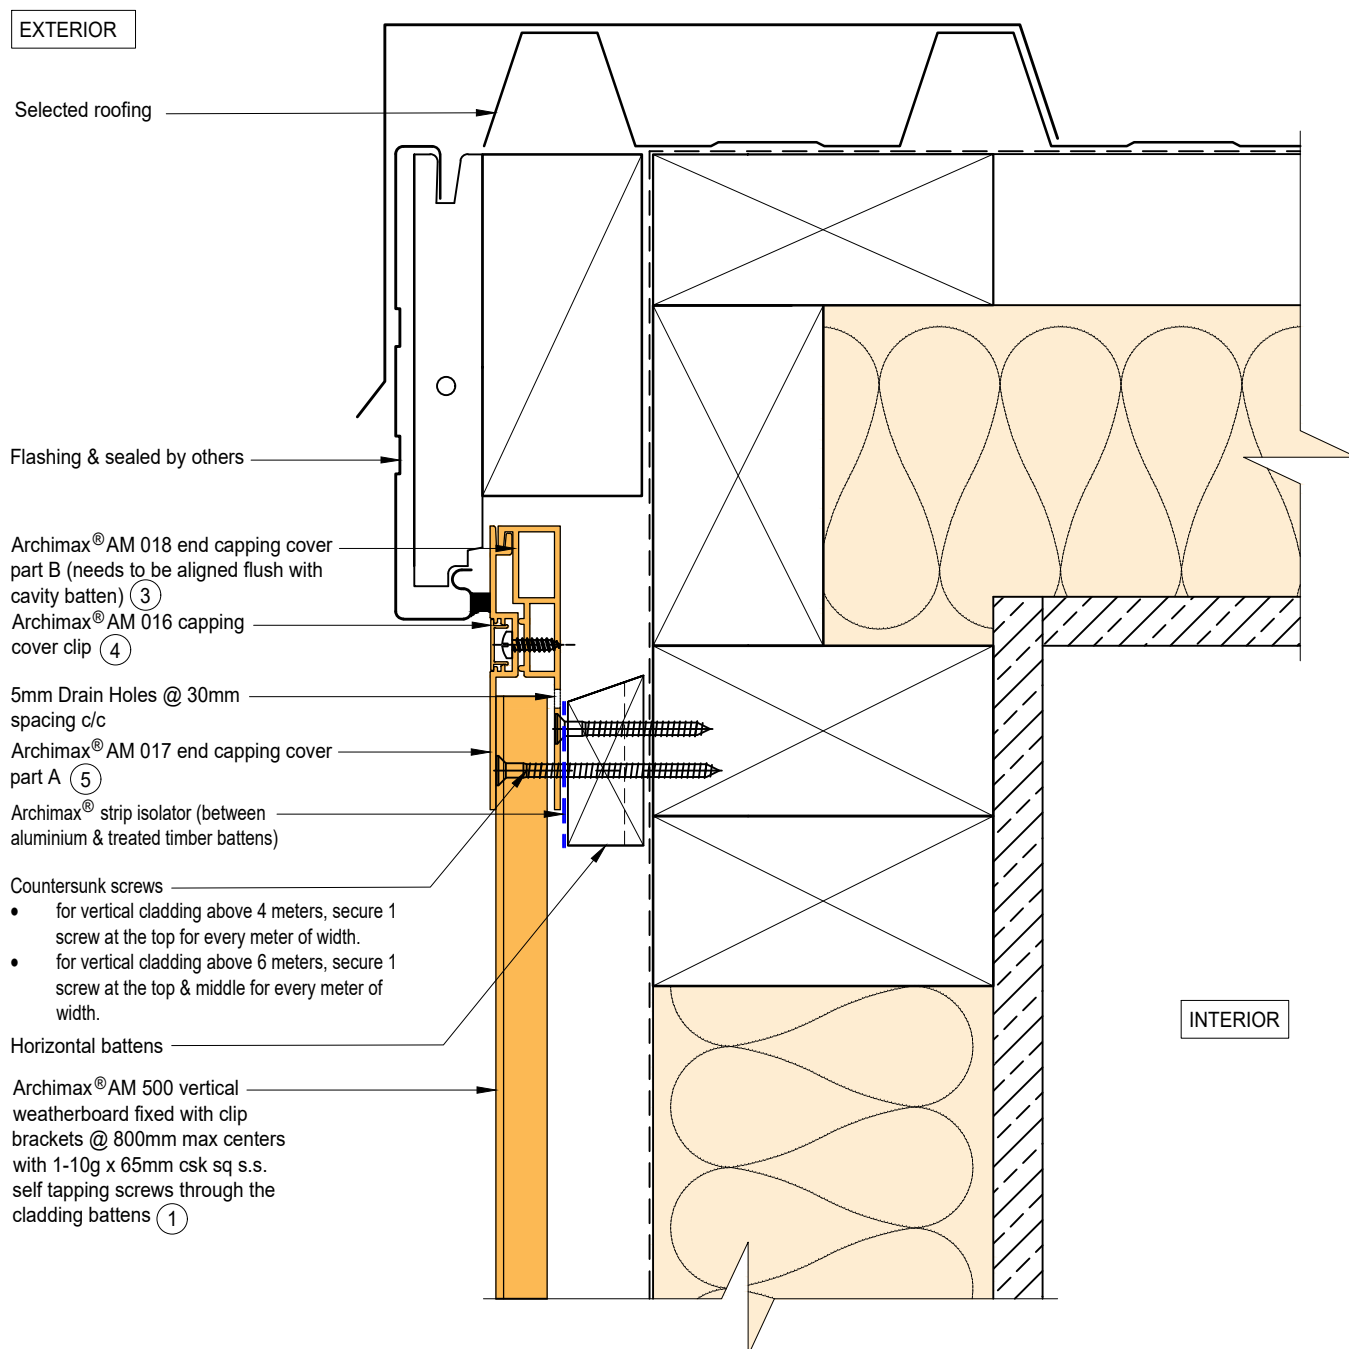 EXTERIOR
Selected roofing
Flashing & sealed by others
Archimax® AM 018 end capping cover
part B (needs to be aligned flush with
cavity batten) 3
Archimax® AM 016 capping
cover clip 4
5mm Drain Holes @ 30mm
spacing c/c
Archimax® AM 017 end capping cover
part A 5
Archimax® strip isolator (between
aluminium & treated timber battens)
Countersunk screws
• for vertical cladding above 4 meters, secure 1
screw at the top for every meter of width.
• for vertical cladding above 6 meters, secure 1
screw at the top & middle for every meter of
width.
Horizontal battens
INTERIOR
Archimax® AM 500 vertical
weatherboard fixed with clip
brackets @ 800mm max centers
with 1-10g x 65mm csk sq s.s.
self tapping screws through the
cladding battens 1